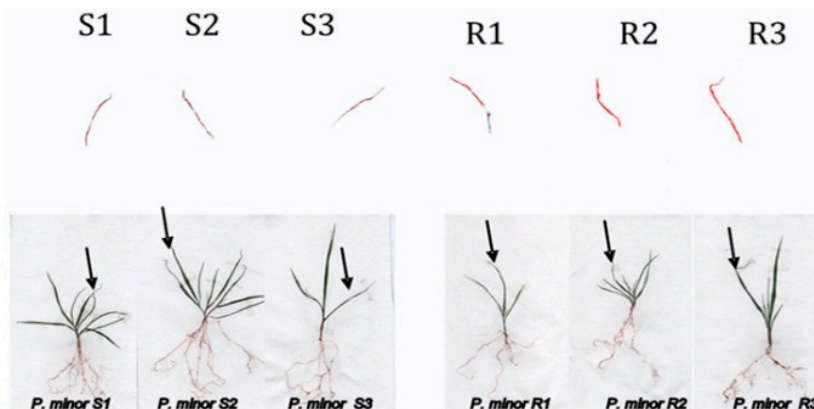 S1 S2 S3 R1 R2 R3
P. minor S1 P. minor S2 P. minor S3 P. minor R1 P. minor R2 P. minor R3